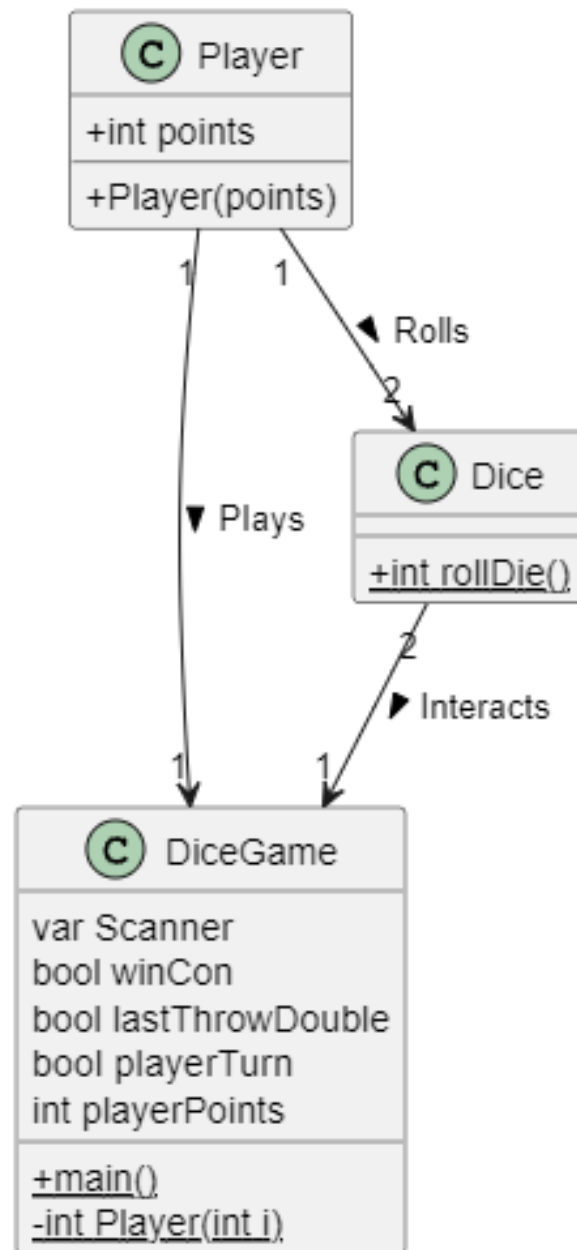 C Player
+int points
+Player(points)
1
1
Rolls
2
C Dice
+int rollDie()
Plays
2
Interacts
1
1
C DiceGame
var Scanner
bool winCon
bool lastThrowDouble
bool playerTurn
int playerPoints
+main()
-int Player(int i)